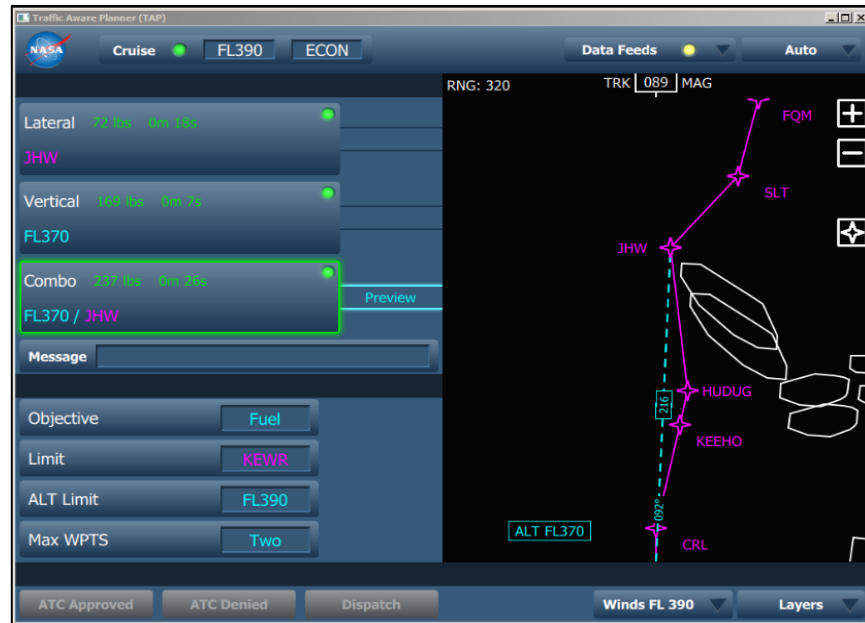 Traffic Aware Planner (TAP)
NASA
Cruise FL390 ECON
Data Feeds Auto
Lateral 72 lbs 0m 18s
JHW
Vertical 169 lbs 0m 7s
FL370
Combo 237 lbs 0m 26s
FL370 / JHW
Preview
Message
Objective Fuel
Limit KEWR
ALT Limit FL390
Max WPTS Two
ATC Approved ATC Denied Dispatch
RNG: 320 TRK 089 MAG
FQM
SLT
JHW
HUDUG
216
KEEHO
092°
ALT FL370
CRL
Winds FL 390 Layers